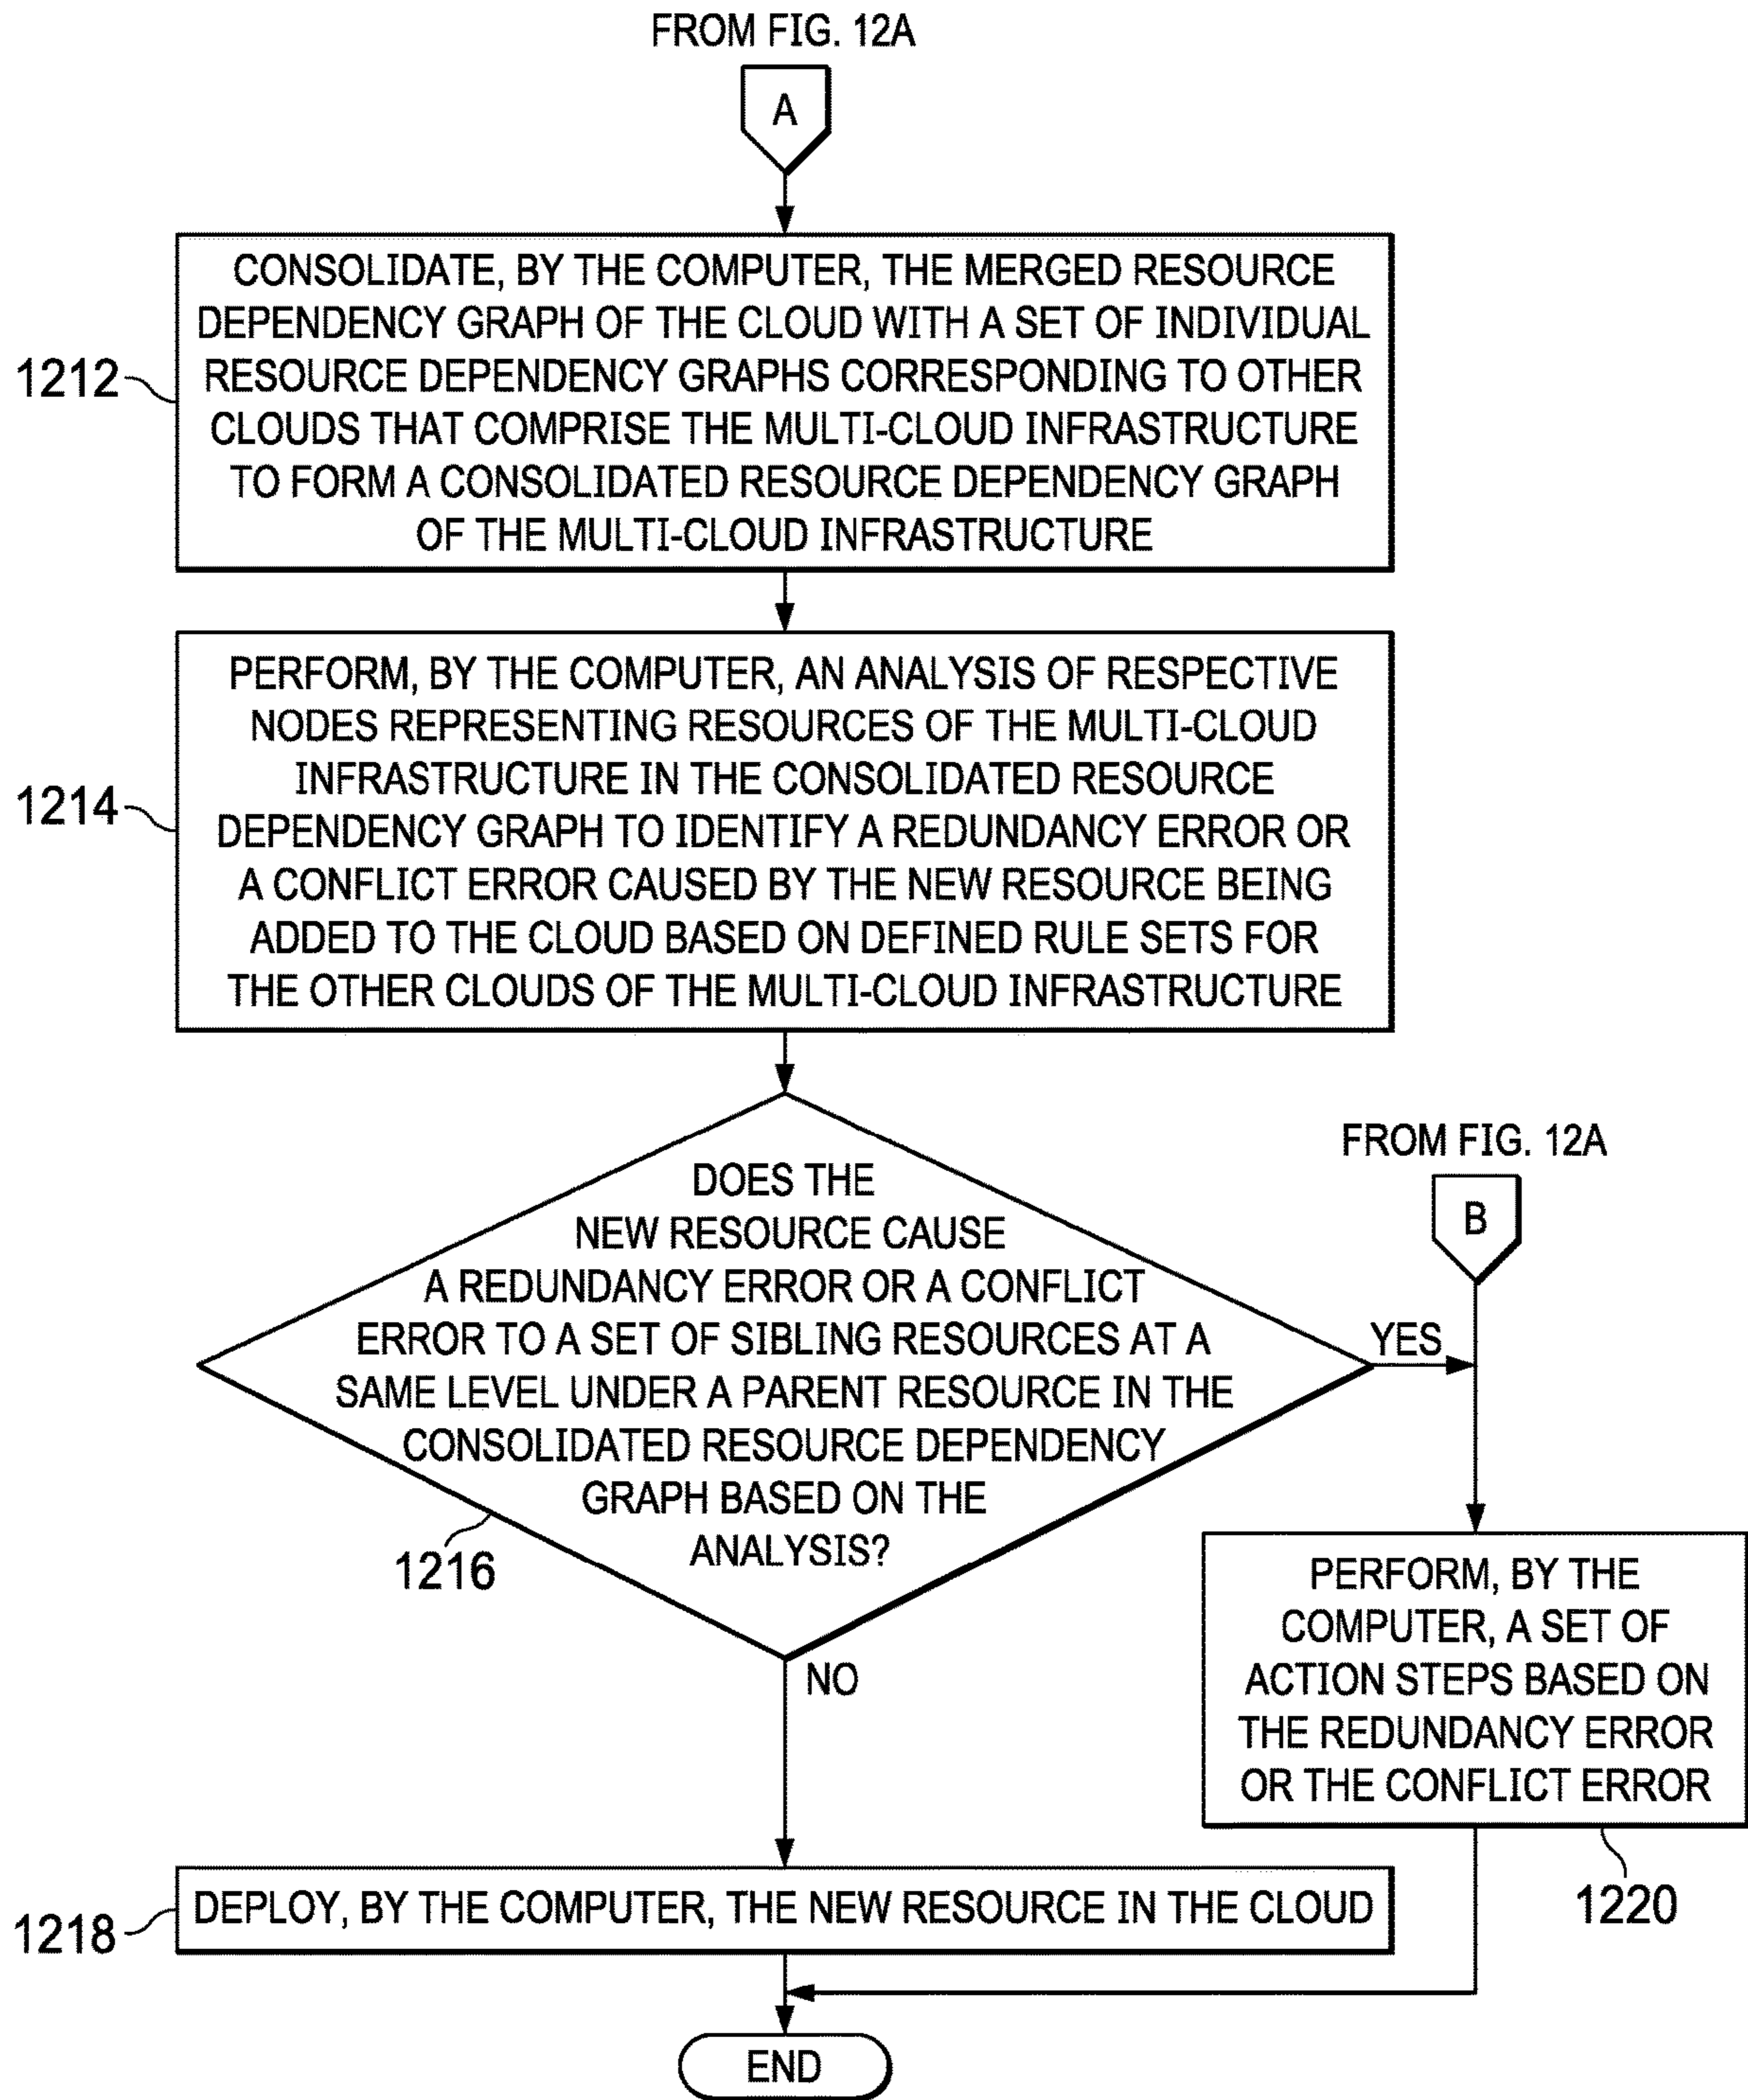 FROM FIG. 12A
A
CONSOLIDATE, BY THE COMPUTER, THE MERGED RESOURCE
DEPENDENCY GRAPH OF THE CLOUD WITH A SET OF INDIVIDUAL
RESOURCE DEPENDENCY GRAPHS CORRESPONDING TO OTHER
CLOUDS THAT COMPRISE THE MULTI-CLOUD INFRASTRUCTURE
TO FORM A CONSOLIDATED RESOURCE DEPENDENCY GRAPH
OF THE MULTI-CLOUD INFRASTRUCTURE
1212
PERFORM, BY THE COMPUTER, AN ANALYSIS OF RESPECTIVE
NODES REPRESENTING RESOURCES OF THE MULTI-CLOUD
INFRASTRUCTURE IN THE CONSOLIDATED RESOURCE
DEPENDENCY GRAPH TO IDENTIFY A REDUNDANCY ERROR OR
A CONFLICT ERROR CAUSED BY THE NEW RESOURCE BEING
ADDED TO THE CLOUD BASED ON DEFINED RULE SETS FOR
THE OTHER CLOUDS OF THE MULTI-CLOUD INFRASTRUCTURE
1214
DOES THE
NEW RESOURCE CAUSE
A REDUNDANCY ERROR OR A CONFLICT
ERROR TO A SET OF SIBLING RESOURCES AT A
SAME LEVEL UNDER A PARENT RESOURCE IN THE
CONSOLIDATED RESOURCE DEPENDENCY
GRAPH BASED ON THE
ANALYSIS?
1216
YES
NO
FROM FIG. 12A
B
PERFORM, BY THE
COMPUTER, A SET OF
ACTION STEPS BASED ON
THE REDUNDANCY ERROR
OR THE CONFLICT ERROR
1220
DEPLOY, BY THE COMPUTER, THE NEW RESOURCE IN THE CLOUD
1218
END